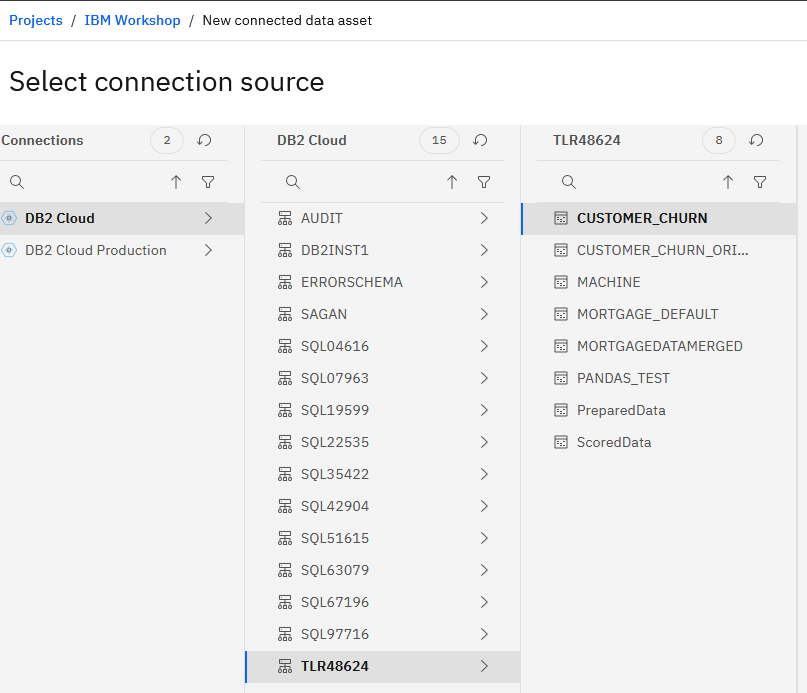 Projects / IBM Workshop / New connected data asset
Select connection source
Connections 2
DB2 Cloud
DB2 Cloud Production
DB2 Cloud 15
AUDIT
DB2INST1
ERRORSCHEMA
SAGAN
SQL04616
SQL07963
SQL19599
SQL22535
SQL35422
SQL42904
SQL51615
SQL63079
SQL67196
SQL97716
TLR48624
TLR48624 8
CUSTOMER_CHURN
CUSTOMER_CHURN_ORI...
MACHINE
MORTGAGE_DEFAULT
MORTGAGEDATAMERGED
PANDAS_TEST
PreparedData
ScoredData